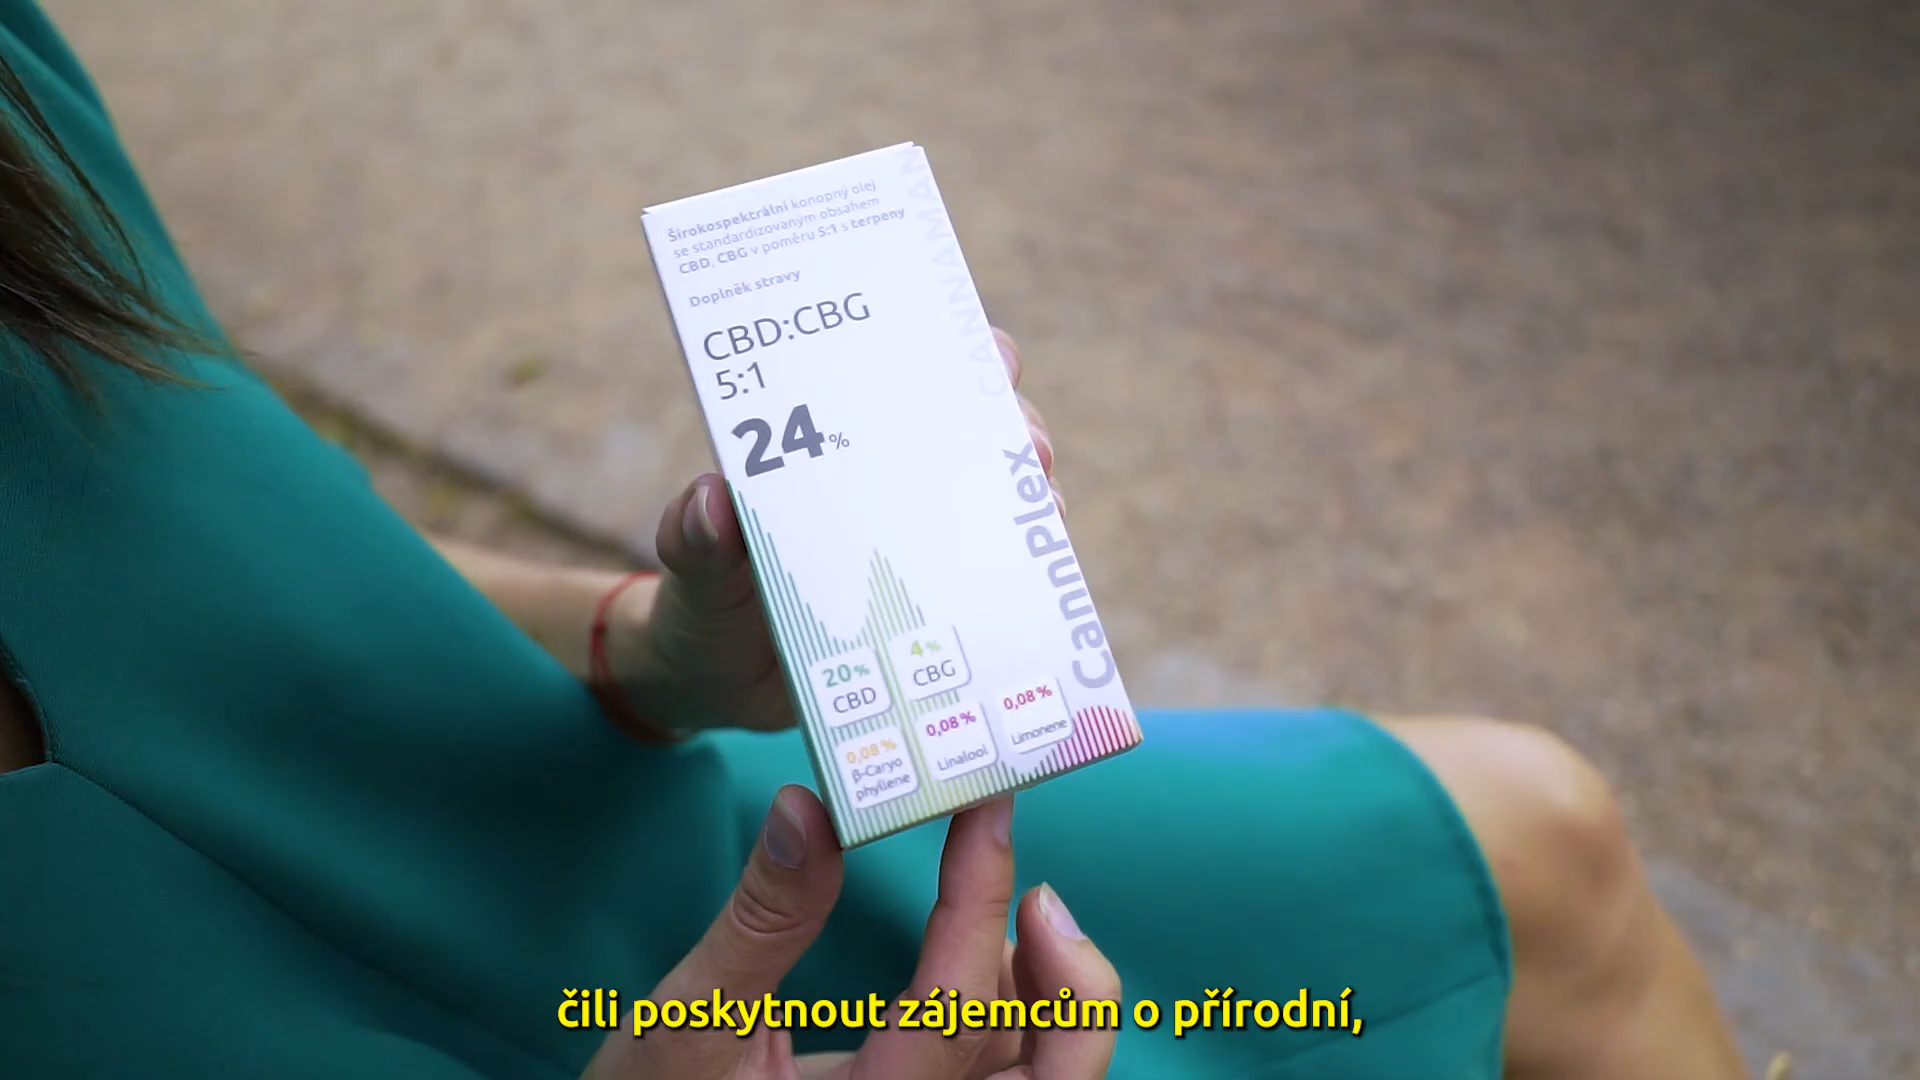 Širokospektrální konopný olej
se standardizovaným obsahem
CBD, CBG v poměru 5:1 s terpeny
Doplněk stravy
CBD:CBG
5:1
24%
CANNAMAN
CannPlex
20%
CBD
4%
CBG
0,08%
β-Caryo
phyllene
0,08%
Linalool
0,08%
Limonene
čili poskytnout zájemcům o přírodní,